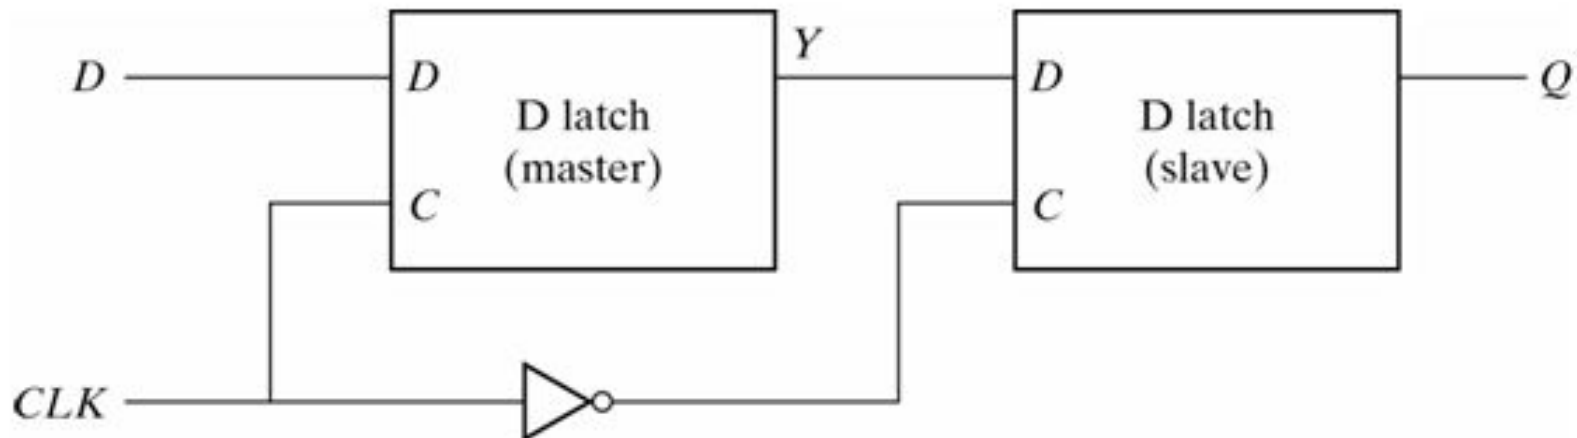 D
D
D latch
(master)
C
Y
D
D latch
(slave)
C
Q
CLK